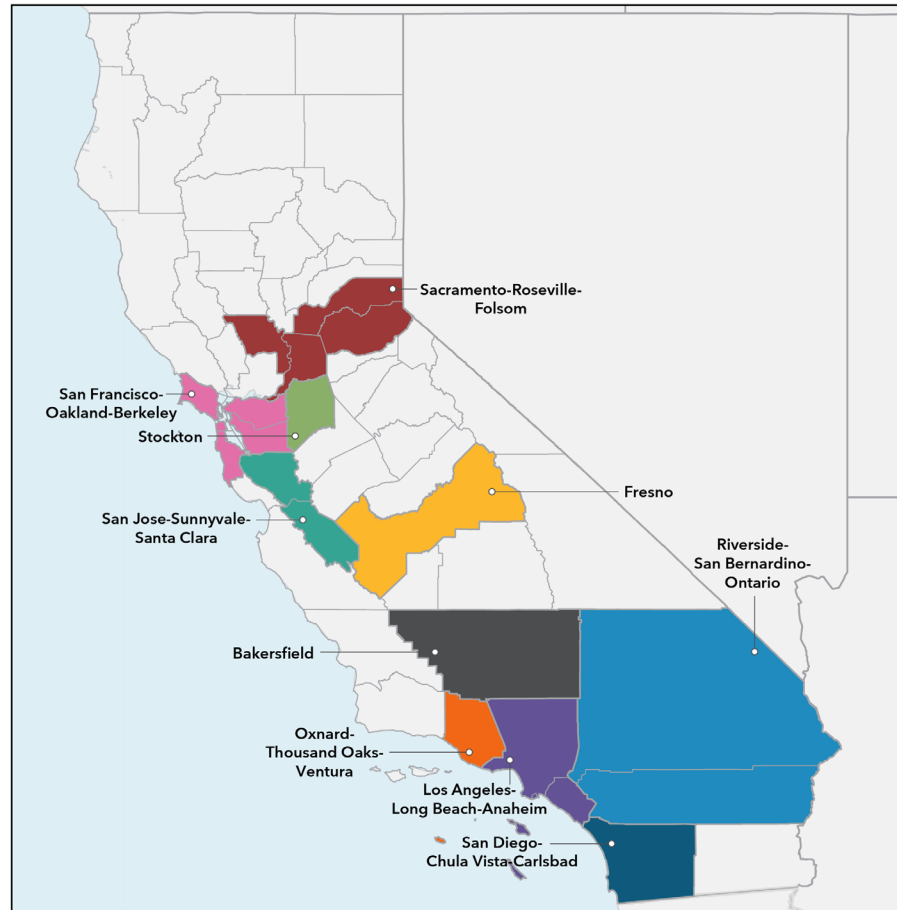 Sacramento-Roseville-
Folsom
San Francisco-
Oakland-Berkeley
Stockton
Fresno
San Jose-Sunnyvale-
Santa Clara
Riverside-
San Bernardino-
Ontario
Bakersfield
Oxnard-
Thousand Oaks-
Ventura
Los Angeles-
Long Beach-Anaheim
San Diego-
Chula Vista-Carlsbad